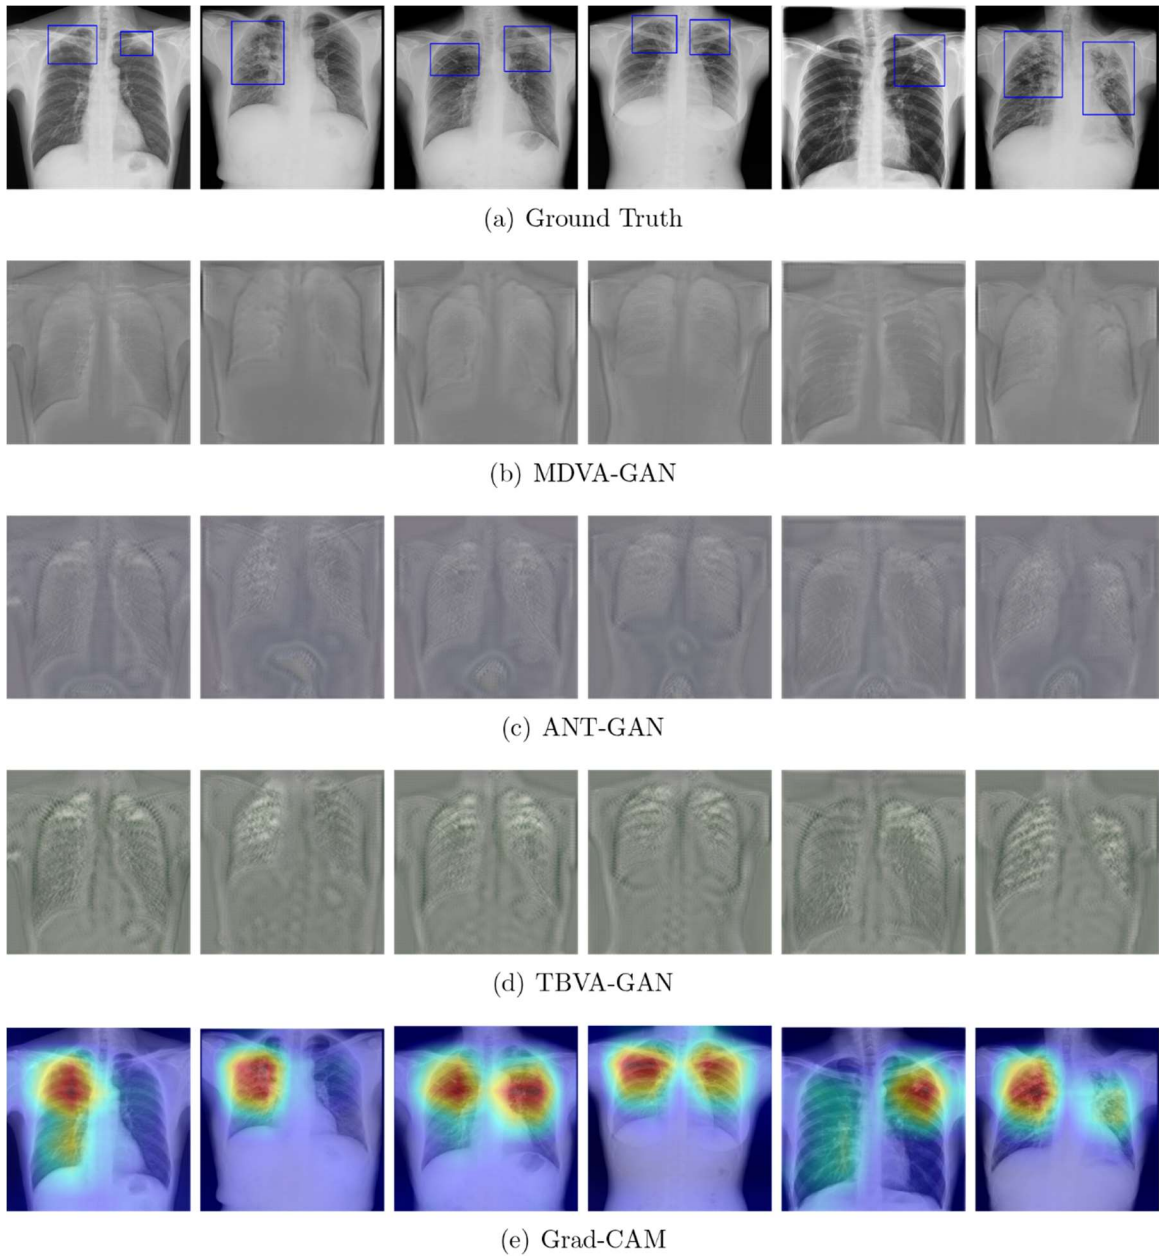 (a) Ground Truth
(b) MDVA-GAN
(c) ANT-GAN
(d) TBVA-GAN
(e) Grad-CAM